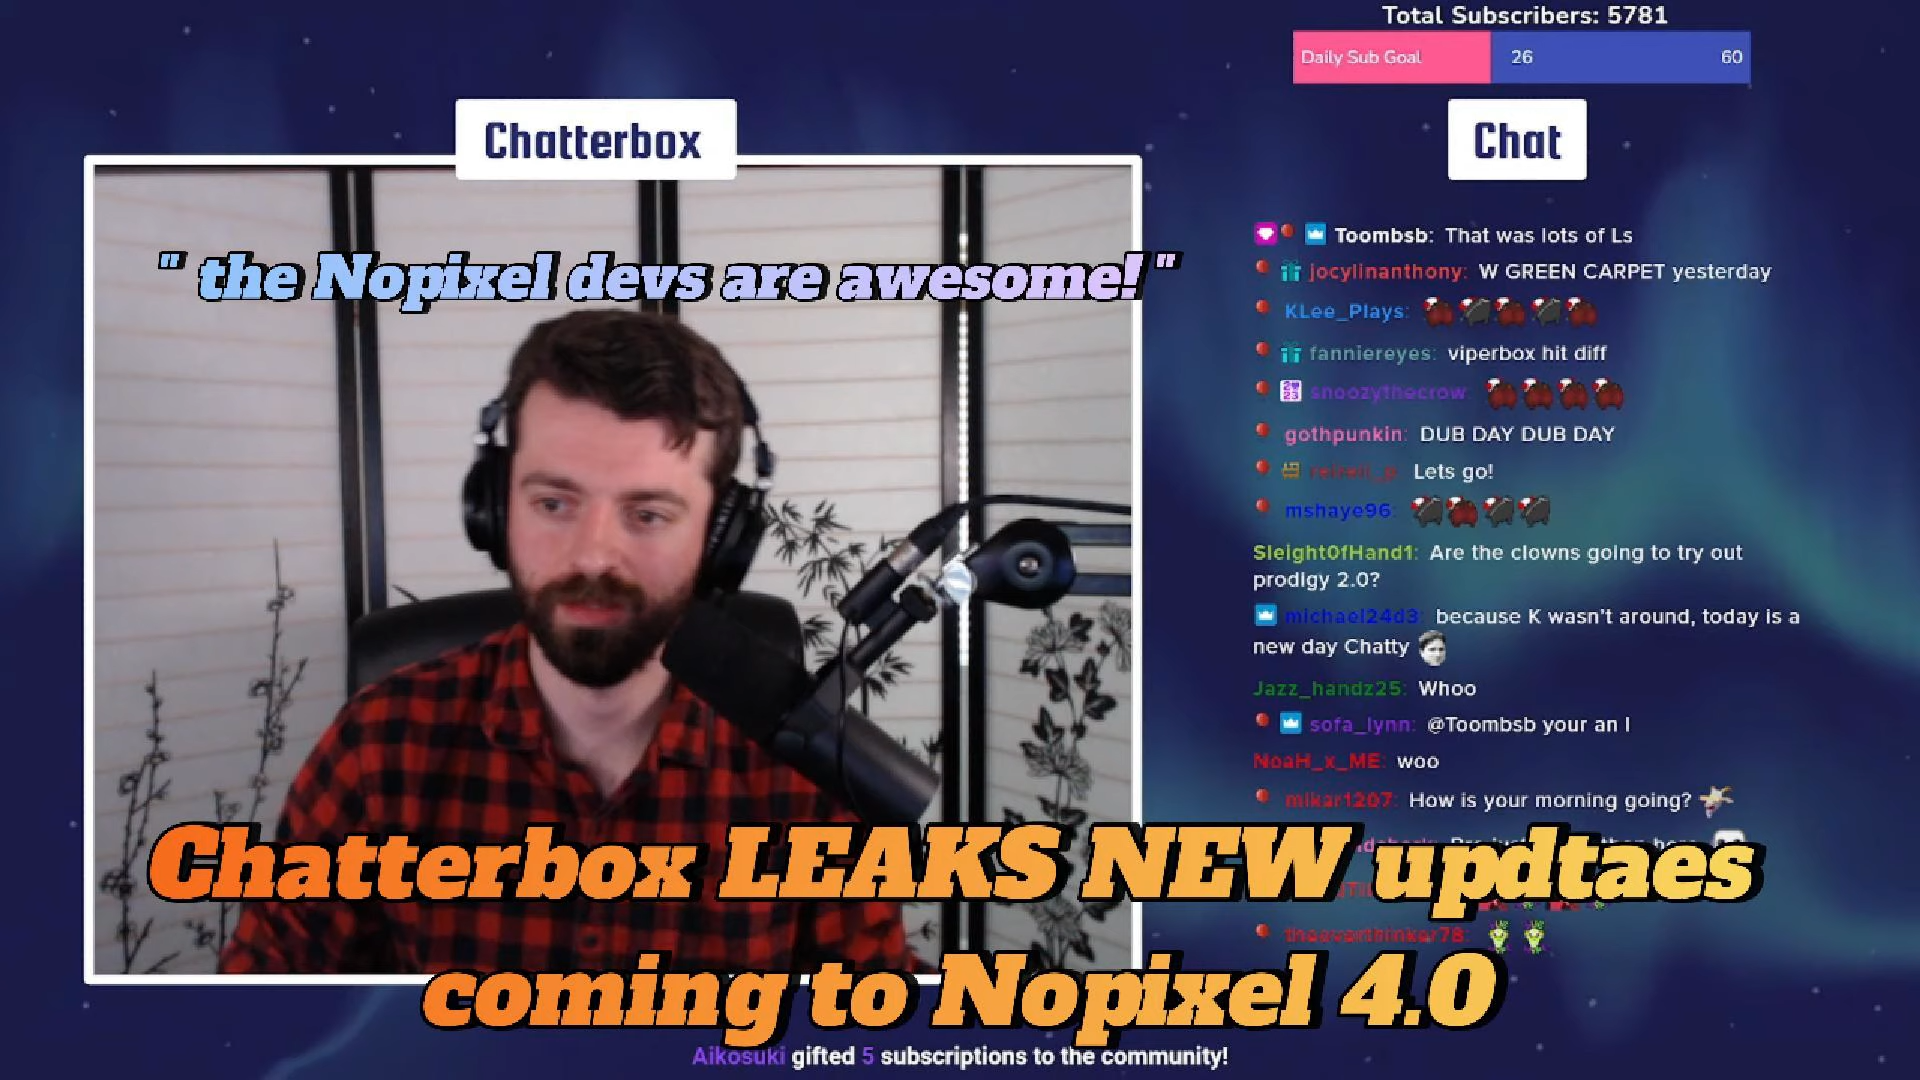 Total Subscribers: 5781
Daily Sub Goal 26 60
Chatterbox
Chat
" the Nopixel devs are awesome! "
Toombsb: That was lots of Ls
jocylinanthony: W GREEN CARPET yesterday
KLee_Plays:
fanniereyes: viperbox hit diff
snoozythecrow:
gothpunkin: DUB DAY DUB DAY
Lets go!
mshaye96:
SleightOfHand1: Are the clowns going to try out
prodigy 2.0?
michael24d3: because K wasn't around, today is a
new day Chatty
Jazz_handz25: Whoo
sofa_lynn: @Toombsb your an l
NoaH_x_ME: woo
mikar1207: How is your morning going?
theoverthinker78:
Chatterbox LEAKS NEW updtaes
coming to Nopixel 4.0
Aikosuki gifted 5 subscriptions to the community!